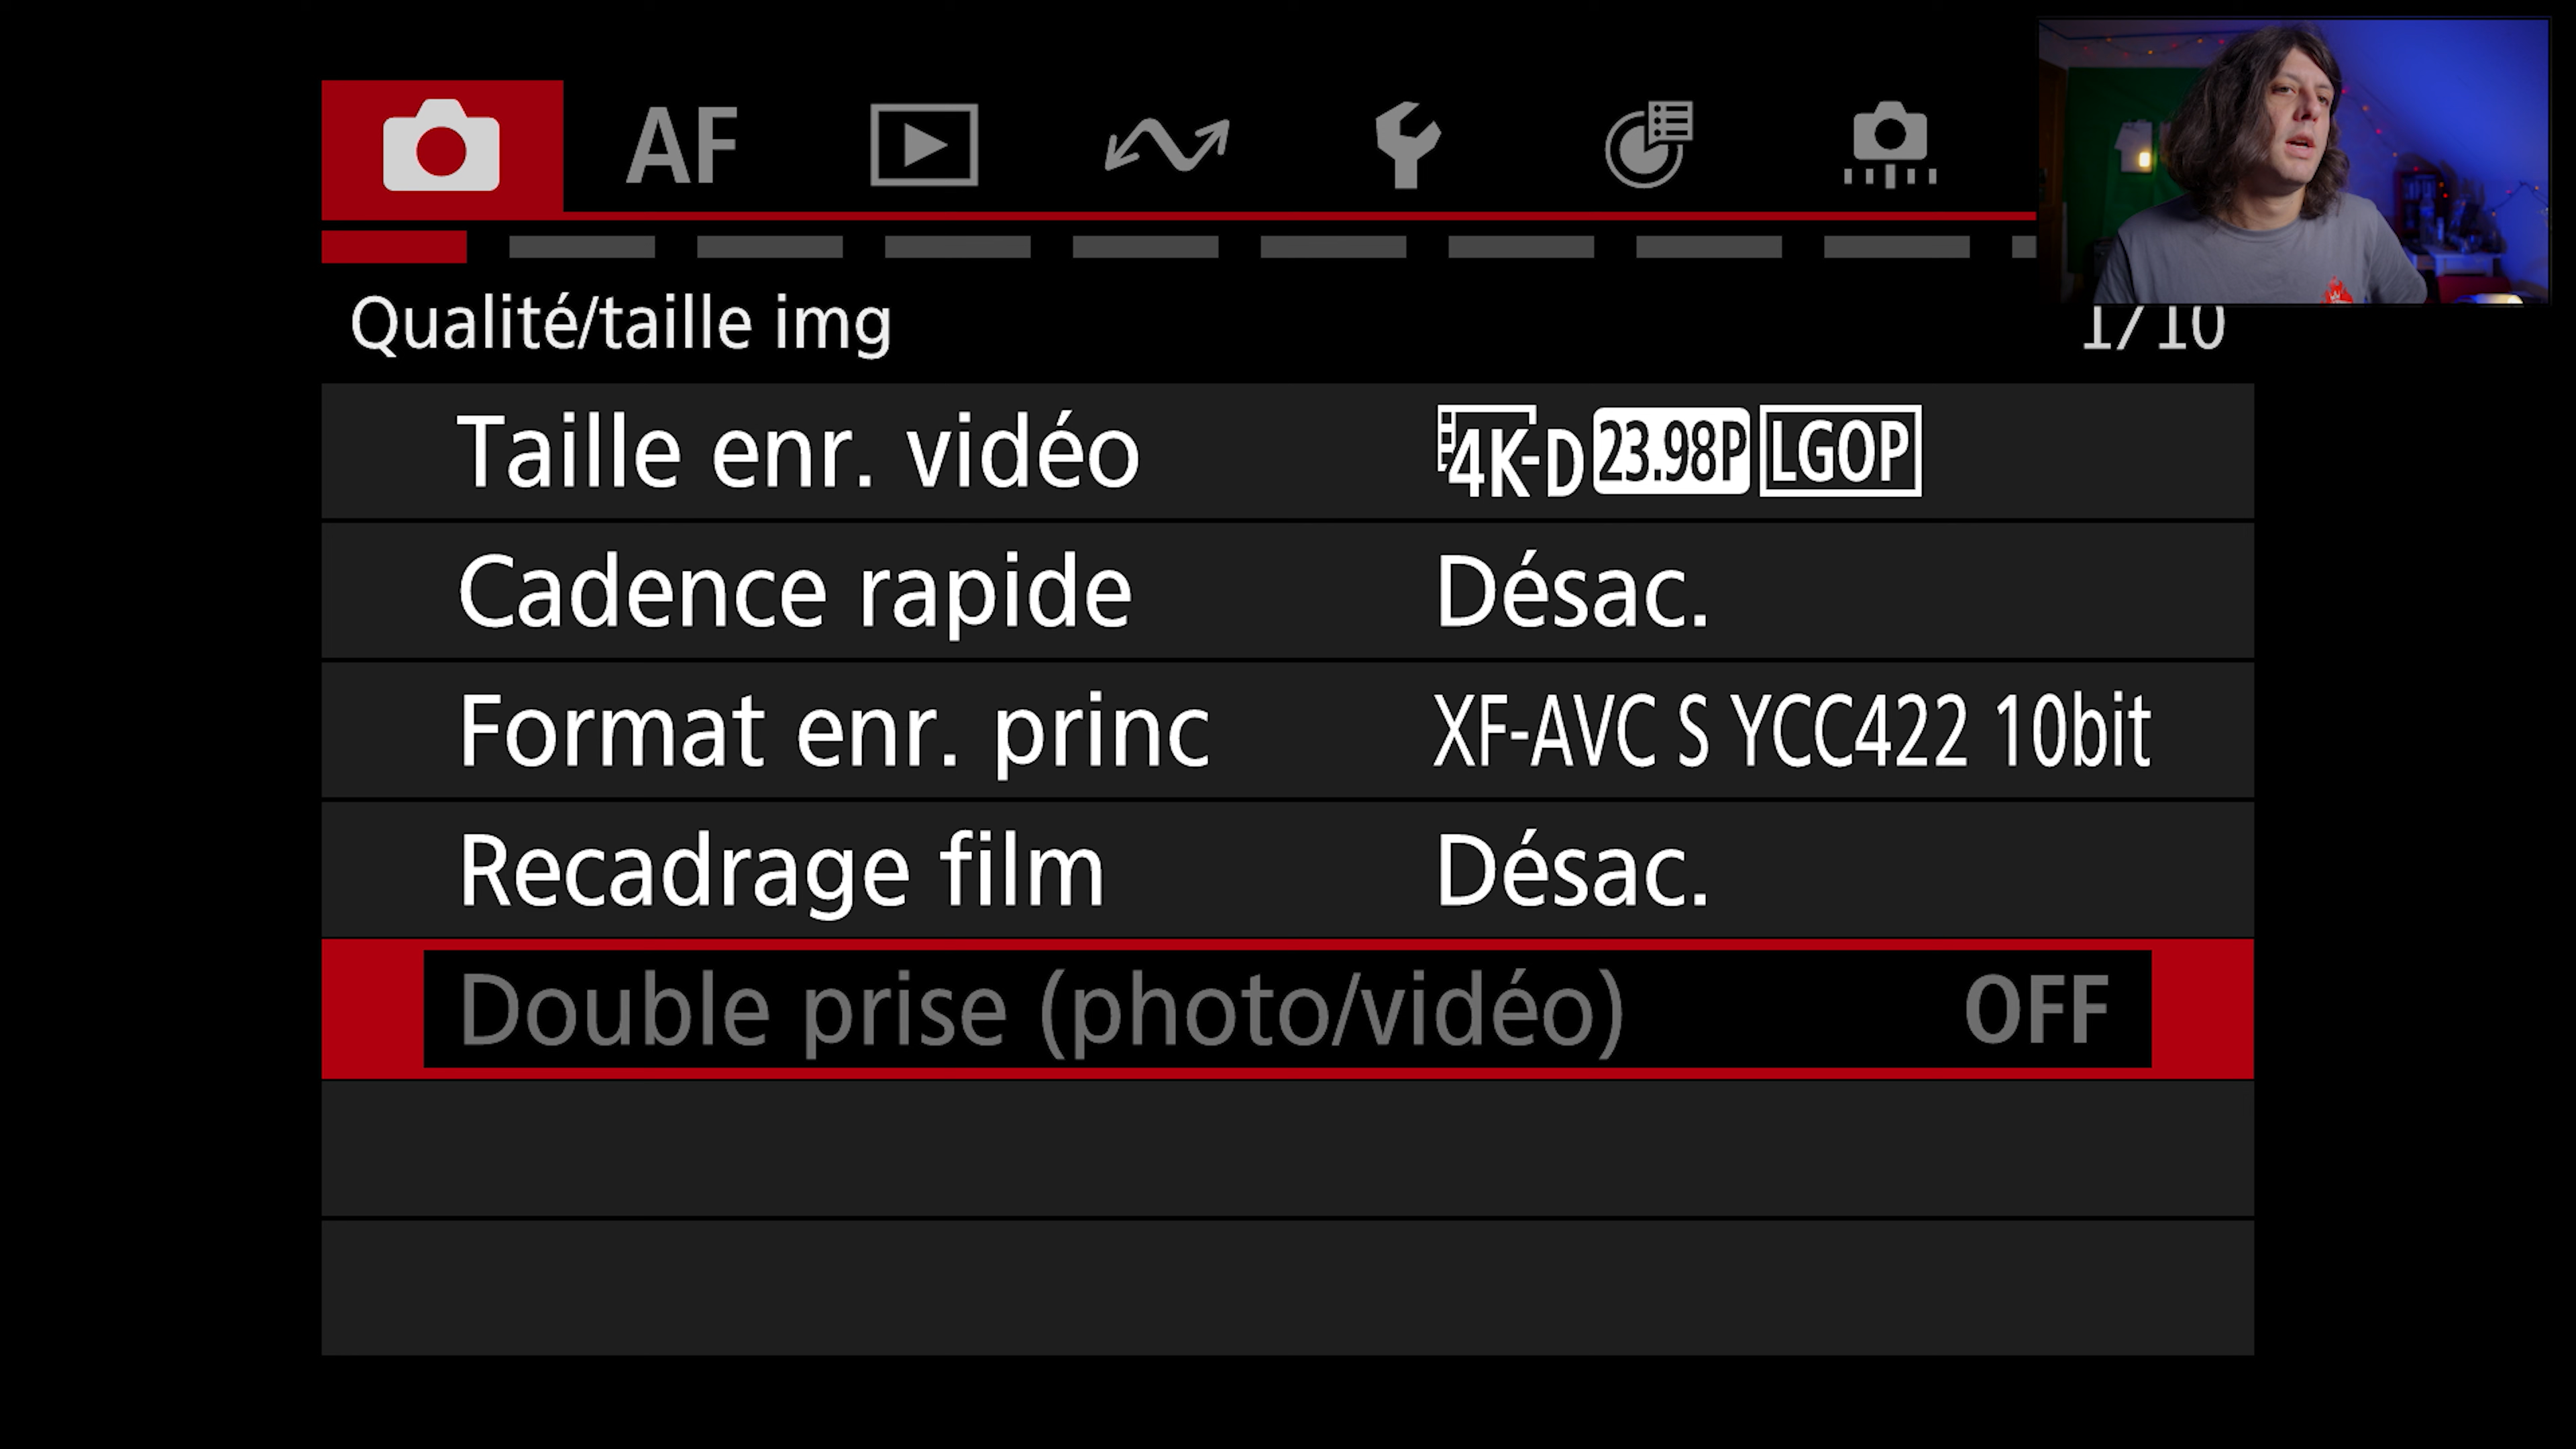 AF
Qualité/taille img 1/10
Taille enr. vidéo 4K-D 23.98P LGOP
Cadence rapide Désac.
Format enr. princ XF-AVC S YCC422 10bit
Recadrage film Désac.
Double prise (photo/vidéo) OFF